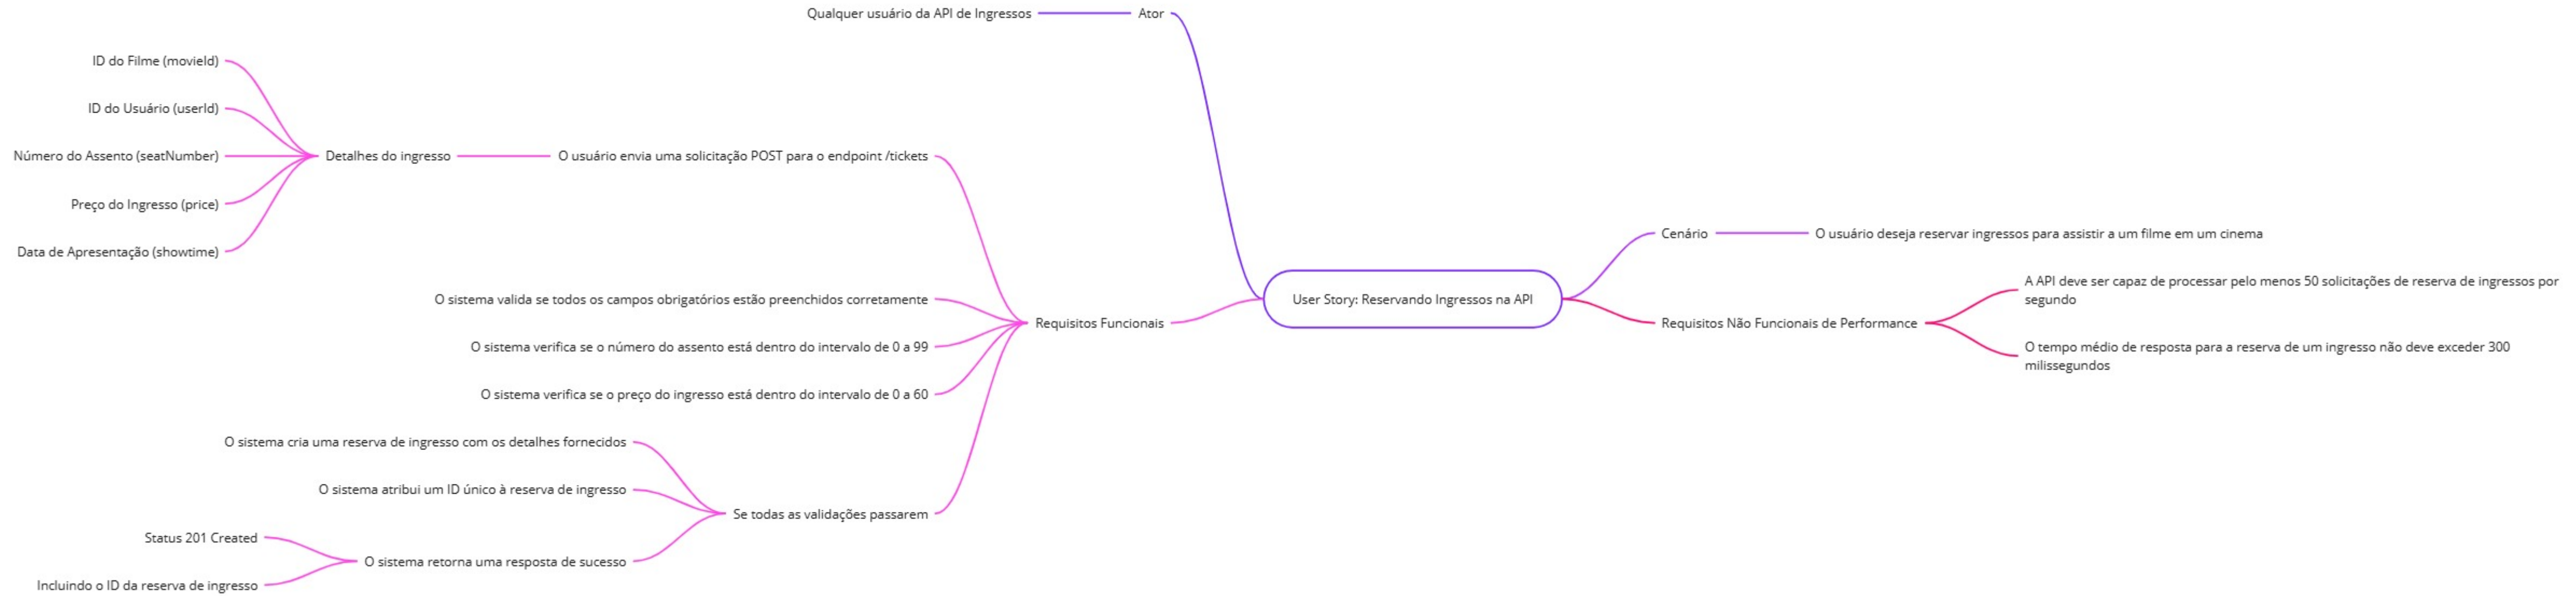 Qualquer usuário da API de Ingressos
Ator
ID do Filme (movieId)
ID do Usuário (userId)
Número do Assento (seatNumber)
Preço do Ingresso (price)
Data de Apresentação (showtime)
Detalhes do ingresso
O usuário envia uma solicitação POST para o endpoint /tickets
O sistema valida se todos os campos obrigatórios estão preenchidos corretamente
O sistema verifica se o número do assento está dentro do intervalo de 0 a 99
O sistema verifica se o preço do ingresso está dentro do intervalo de 0 a 60
O sistema cria uma reserva de ingresso com os detalhes fornecidos
O sistema atribui um ID único à reserva de ingresso
Status 201 Created
Incluindo o ID da reserva de ingresso
O sistema retorna uma resposta de sucesso
Se todas as validações passarem
Requisitos Funcionais
User Story: Reservando Ingressos na API
Cenário
O usuário deseja reservar ingressos para assistir a um filme em um cinema
Requisitos Não Funcionais de Performance
A API deve ser capaz de processar pelo menos 50 solicitações de reserva de ingressos por
segundo
O tempo médio de resposta para a reserva de um ingresso não deve exceder 300
milissegundos